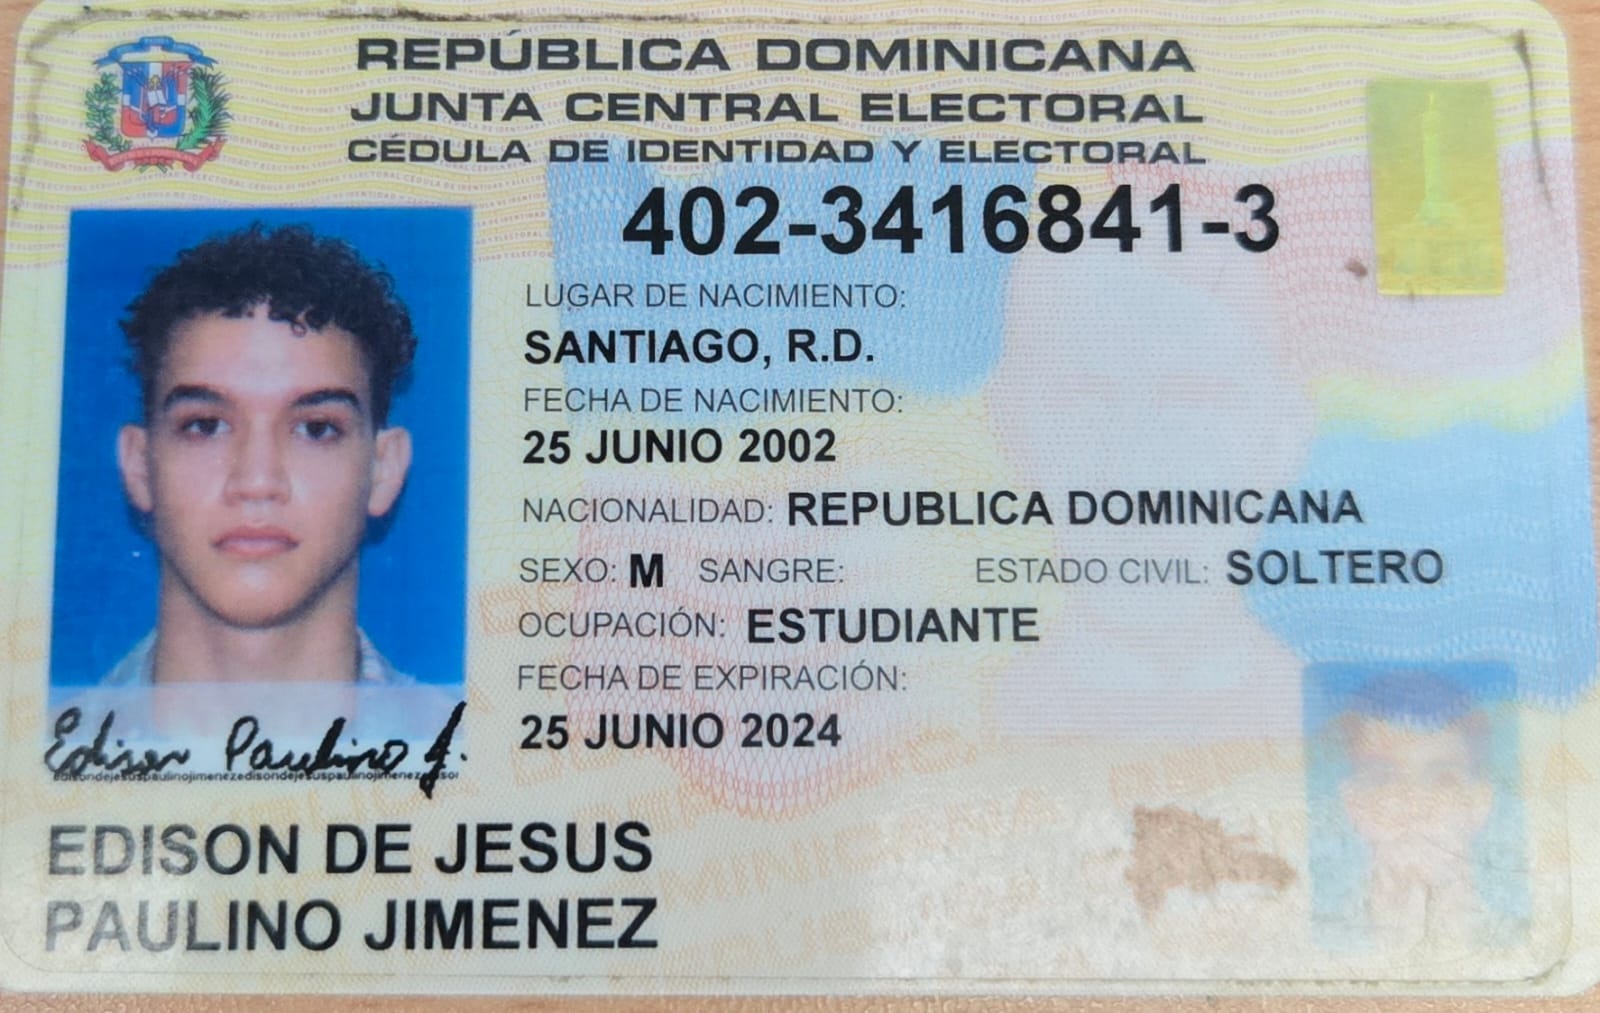 REPÚBLICA DOMINICANA
JUNTA CENTRAL ELECTORAL
CÉDULA DE IDENTIDAD Y ELECTORAL
402-3416841-3
LUGAR DE NACIMIENTO:
SANTIAGO, R.D.
FECHA DE NACIMIENTO:
25 JUNIO 2002
NACIONALIDAD: REPUBLICA DOMINICANA
SEXO: M SANGRE: ESTADO CIVIL: SOLTERO
OCUPACIÓN: ESTUDIANTE
FECHA DE EXPIRACIÓN:
25 JUNIO 2024
Edison Paulino J.
edisondejesuspaulinojimenezedisondejesuspaulinojimenez
EDISON DE JESUS
PAULINO JIMENEZ